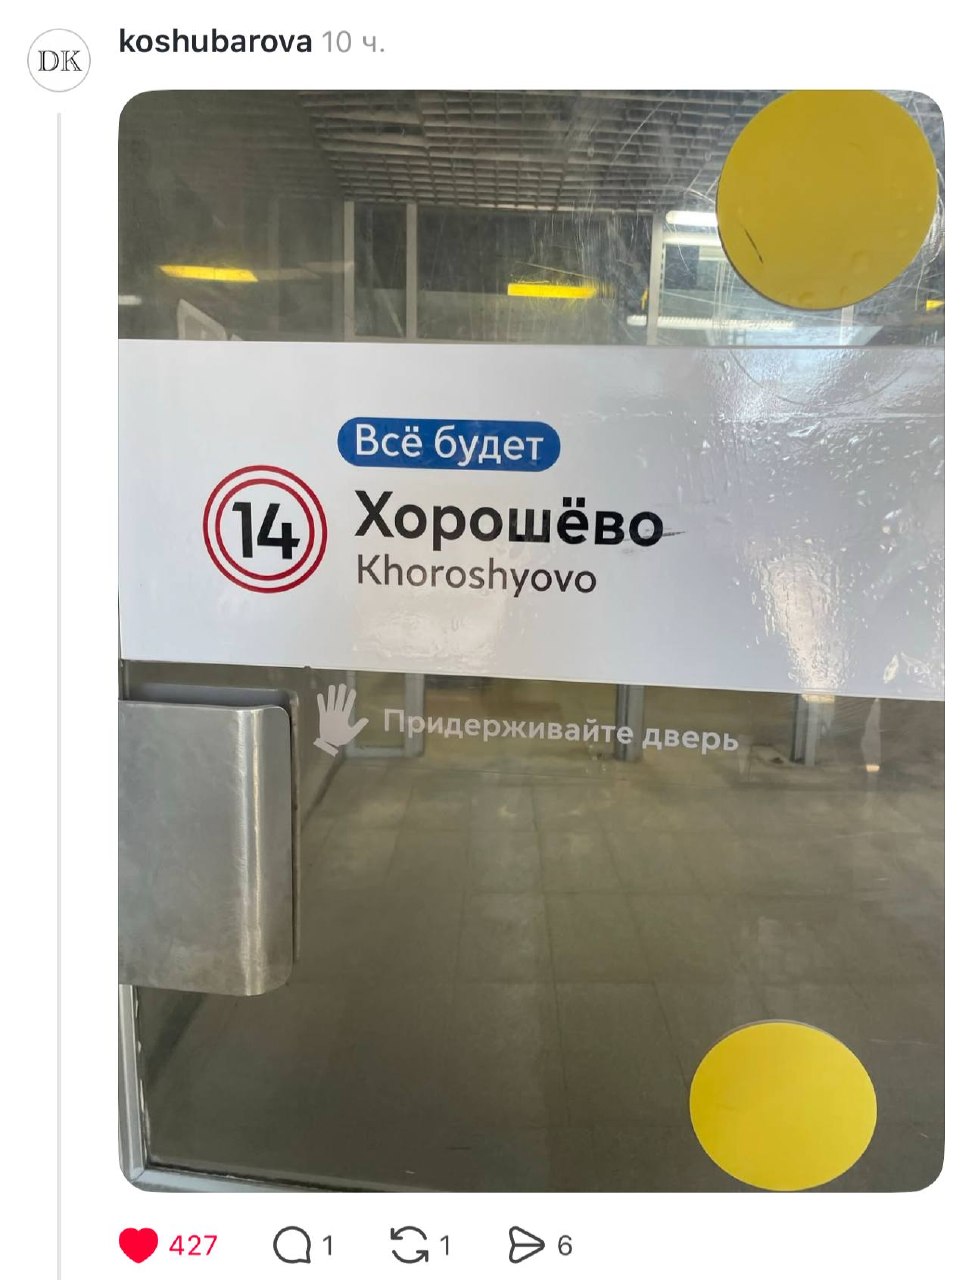 DK
koshubarova 10 ч.
Всё будет
14
Хорошёво
Khoroshyovo
Придерживайте дверь
427 1 1 6